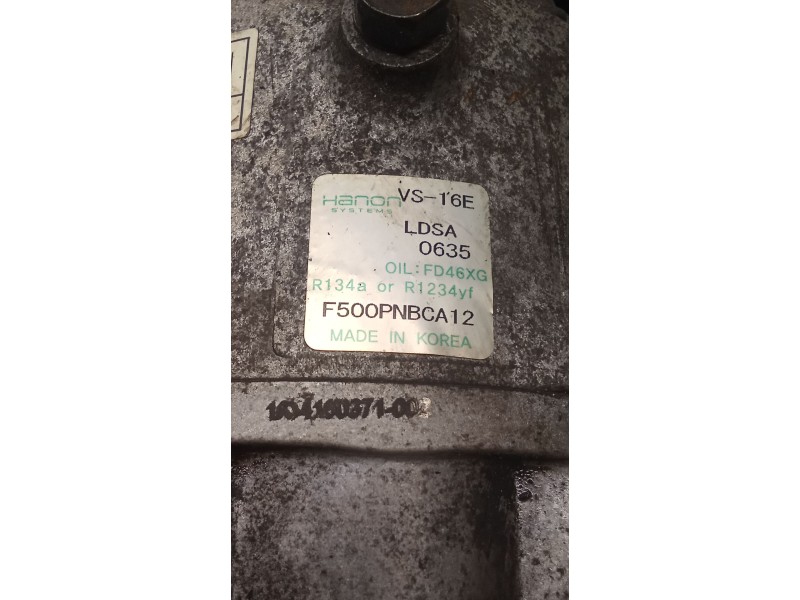 Hanon VS-16E
SYSTEMS
LDSA
0635
OIL:FD46XG
R134a or R1234yf
F500PNBCA12
MADE IN KOREA